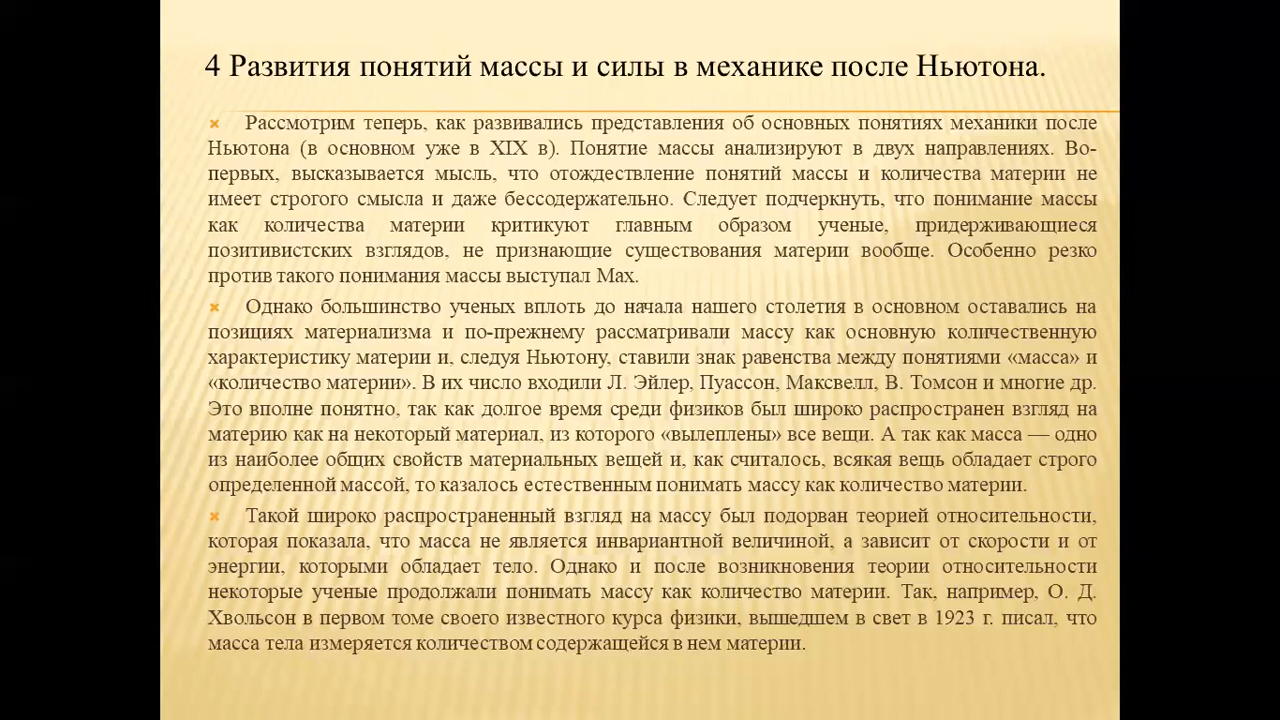 4 Развития понятий массы и силы в механике после Ньютона.
Рассмотрим теперь, как развивались представления об основных понятиях механики после
Ньютона (в основном уже в XIX в). Понятие массы анализируют в двух направлениях. Во-
первых, высказывается мысль, что отождествление понятий массы и количества материи не
имеет строгого смысла и даже бессодержательно. Следует подчеркнуть, что понимание массы
как количества материи критикуют главным образом ученые, придерживающиеся
позитивистских взглядов, не признающие существования материи вообще. Особенно резко
против такого понимания массы выступал Мах.
Однако большинство ученых вплоть до начала нашего столетия в основном оставались на
позициях материализма и по-прежнему рассматривали массу как основную количественную
характеристику материи и, следуя Ньютону, ставили знак равенства между понятиями «масса» и
«количество материи». В их число входили Л. Эйлер, Пуассон, Максвелл, В. Томсон и многие др.
Это вполне понятно, так как долгое время среди физиков был широко распространен взгляд на
материю как на некоторый материал, из которого «вылеплены» все вещи. А так как масса — одно
из наиболее общих свойств материальных вещей и, как считалось, всякая вещь обладает строго
определенной массой, то казалось естественным понимать массу как количество материи.
Такой широко распространенный взгляд на массу был подорван теорией относительности,
которая показала, что масса не является инвариантной величиной, а зависит от скорости и от
энергии, которыми обладает тело. Однако и после возникновения теории относительности
некоторые ученые продолжали понимать массу как количество материи. Так, например, О. Д.
Хвольсон в первом томе своего известного курса физики, вышедшем в свет в 1923 г. писал, что
масса тела измеряется количеством содержащейся в нем материи.